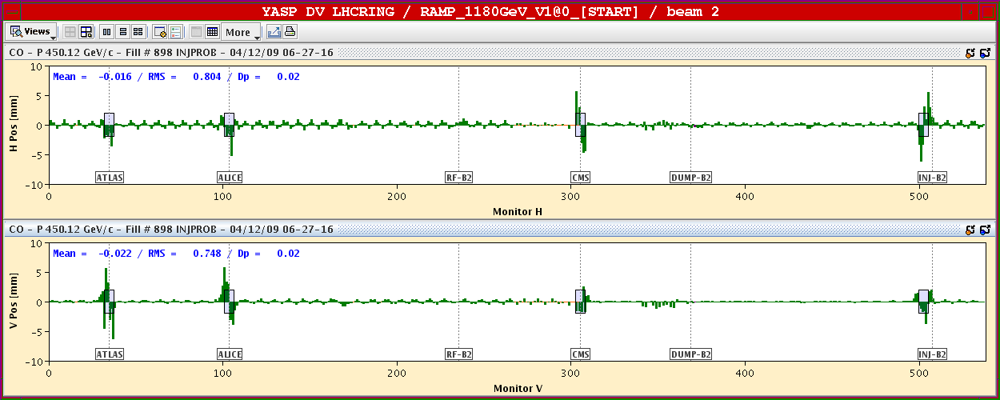 YASP DV LHCRING / RAMP_1180GeV_V1@0_[START] / beam 2
Views More
CO - P 450.12 GeV/c - Fill # 898 INJPROB - 04/12/09 06-27-16
Mean = -0.016 / RMS = 0.804 / Dp = 0.02
H Pos [mm]
10
5
0
-5
-10
ATLAS ALICE RF-B2 CMS DUMP-B2 INJ-B2
0 100 200 300 400 500
Monitor H
CO - P 450.12 GeV/c - Fill # 898 INJPROB - 04/12/09 06-27-16
Mean = -0.022 / RMS = 0.748 / Dp = 0.02
V Pos [mm]
10
5
0
-5
-10
ATLAS ALICE RF-B2 CMS DUMP-B2 INJ-B2
0 100 200 300 400 500
Monitor V